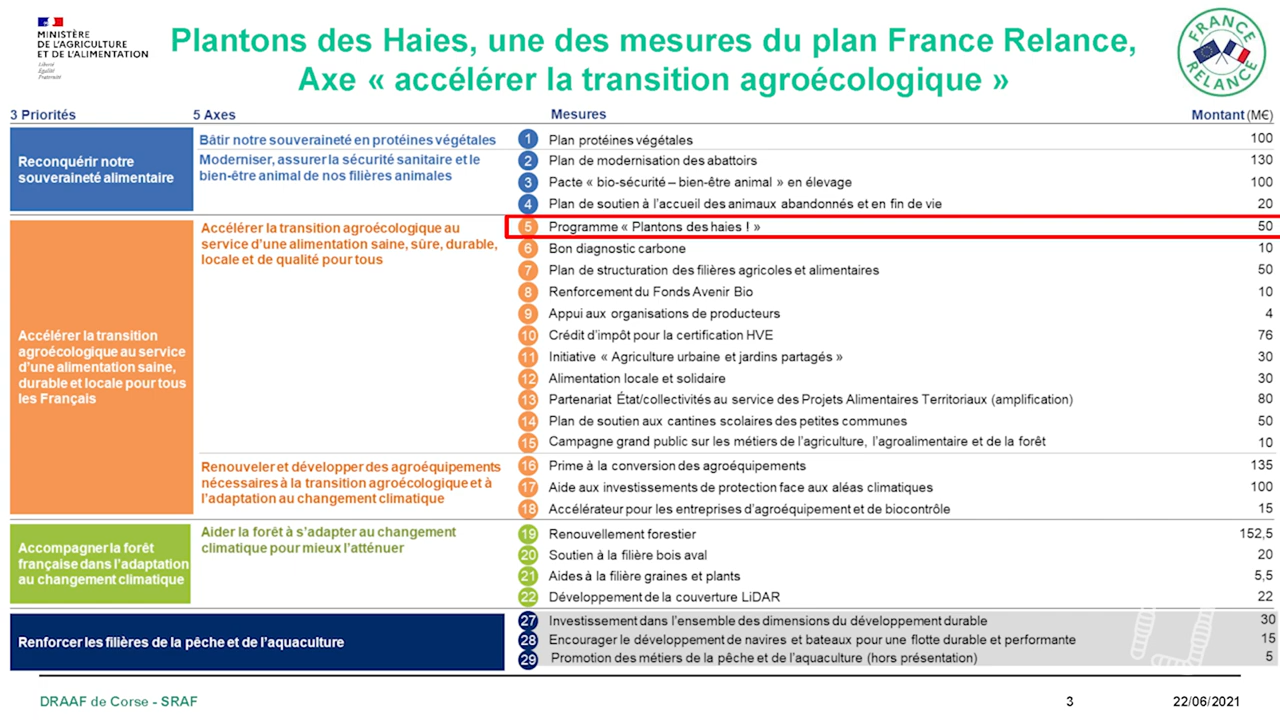 MINISTÈRE
DE L'AGRICULTURE
ET DE L'ALIMENTATION
Liberté
Égalité
Fraternité
Plantons des Haies, une des mesures du plan France Relance,
Axe « accélérer la transition agroécologique »
FRANCE
RELANCE
3 Priorités 5 Axes Mesures Montant (M€)
Reconquérir notre
souveraineté alimentaire
Bâtir notre souveraineté en protéines végétales
Moderniser, assurer la sécurité sanitaire et le
bien-être animal de nos filières animales
1 Plan protéines végétales 100
2 Plan de modernisation des abattoirs 130
3 Pacte « bio-sécurité – bien-être animal » en élevage 100
4 Plan de soutien à l'accueil des animaux abandonnés et en fin de vie 20
Accélérer la transition
agroécologique au service
d'une alimentation saine,
durable et locale pour tous
les Français
Accélérer la transition agroécologique au
service d'une alimentation saine, sûre, durable,
locale et de qualité pour tous
5 Programme « Plantons des haies ! » 50
6 Bon diagnostic carbone 10
7 Plan de structuration des filières agricoles et alimentaires 50
8 Renforcement du Fonds Avenir Bio 10
9 Appui aux organisations de producteurs 4
10 Crédit d'impôt pour la certification HVE 76
11 Initiative « Agriculture urbaine et jardins partagés » 30
12 Alimentation locale et solidaire 30
13 Partenariat État/collectivités au service des Projets Alimentaires Territoriaux (amplification) 80
14 Plan de soutien aux cantines scolaires des petites communes 50
15 Campagne grand public sur les métiers de l'agriculture, l'agroalimentaire et de la forêt 10
Renouveler et développer des agroéquipements
nécessaires à la transition agroécologique et à
l'adaptation au changement climatique
16 Prime à la conversion des agroéquipements 135
17 Aide aux investissements de protection face aux aléas climatiques 100
18 Accélérateur pour les entreprises d'agroéquipement et de biocontrôle 15
Accompagner la forêt
française dans l'adaptation
au changement climatique
Aider la forêt à s'adapter au changement
climatique pour mieux l'atténuer
19 Renouvellement forestier 152,5
20 Soutien à la filière bois aval 20
21 Aides à la filière graines et plants 5,5
22 Développement de la couverture LiDAR 22
Renforcer les filières de la pêche et de l'aquaculture
27 Investissement dans l'ensemble des dimensions du développement durable 30
28 Encourager le développement de navires et bateaux pour une flotte durable et performante 15
29 Promotion des métiers de la pêche et de l'aquaculture (hors présentation) 5
DRAAF de Corse - SRAF 3 22/06/2021